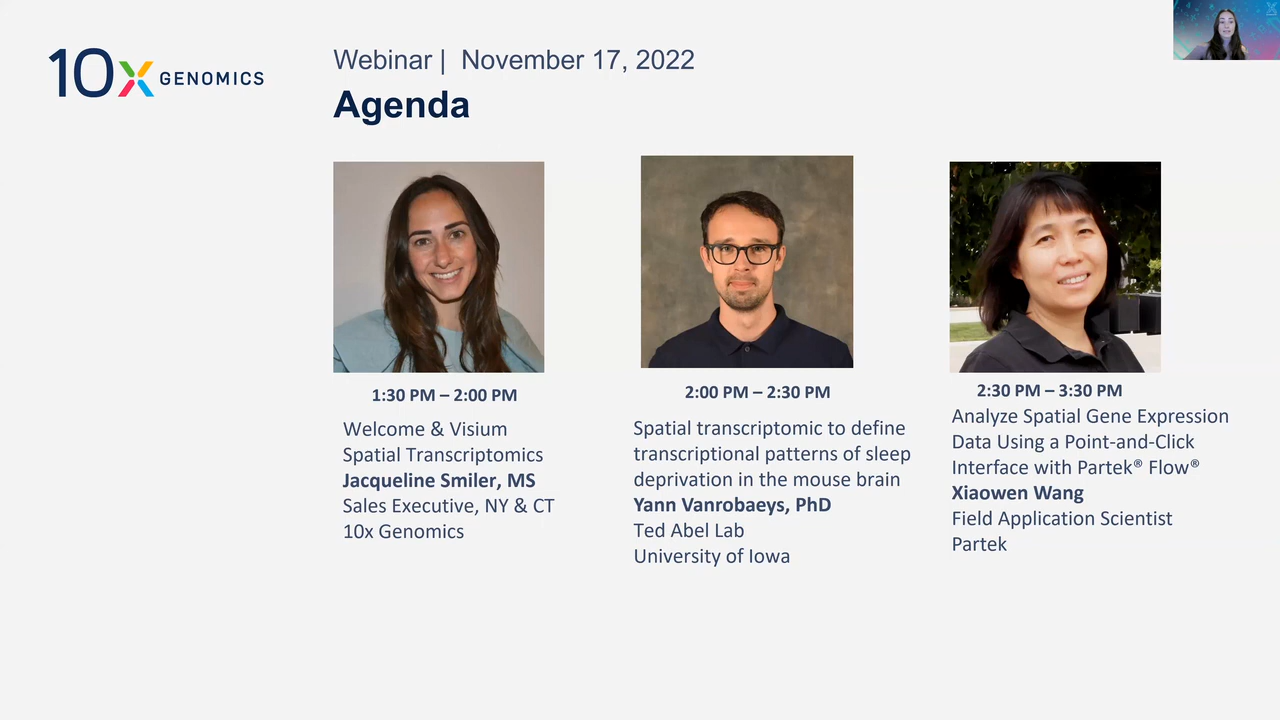 10x GENOMICS
Webinar | November 17, 2022
Agenda
1:30 PM – 2:00 PM
Welcome & Visium
Spatial Transcriptomics
Jacqueline Smiler, MS
Sales Executive, NY & CT
10x Genomics
2:00 PM – 2:30 PM
Spatial transcriptomic to define
transcriptional patterns of sleep
deprivation in the mouse brain
Yann Vanrobaeys, PhD
Ted Abel Lab
University of Iowa
2:30 PM – 3:30 PM
Analyze Spatial Gene Expression
Data Using a Point-and-Click
Interface with Partek® Flow®
Xiaowen Wang
Field Application Scientist
Partek